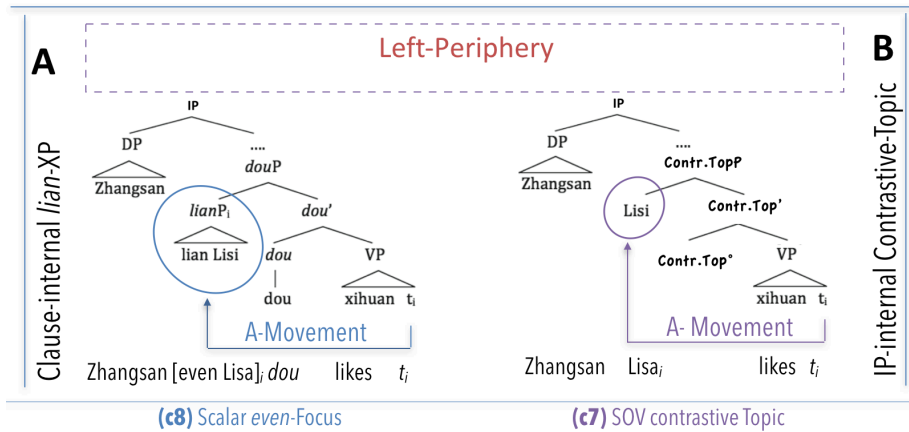 Left-Periphery
A
Clause-internal lian-XP
IP
DP
....
Zhangsan
douP
lianPi
dou'
lian Lisi
dou
VP
dou
xihuan ti
A-Movement
Zhangsan [even Lisa]i dou likes ti
(c8) Scalar even-Focus
B
IP-internal Contrastive-Topic
IP
DP
....
Zhangsan
Contr.TopP
Lisi
Contr.Top'
Contr.Top°
VP
xihuan ti
A- Movement
Zhangsan Lisai likes ti
(c7) SOV contrastive Topic